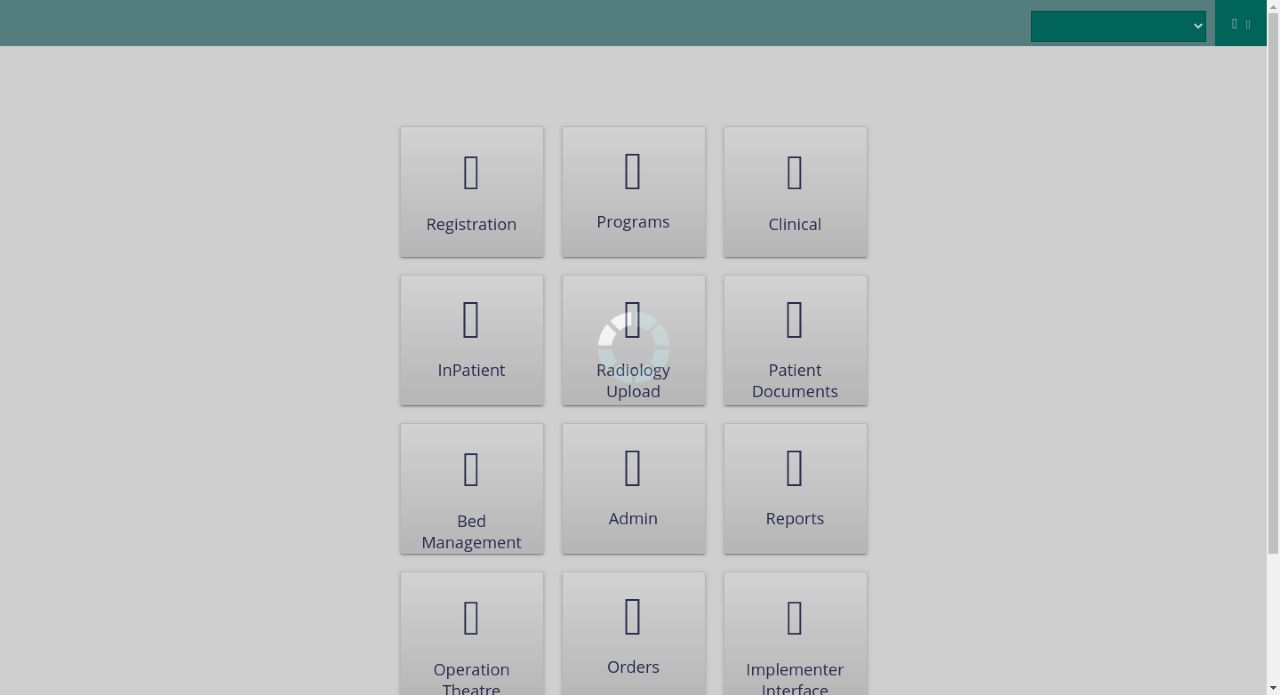 Registration
Programs
Clinical
InPatient
Radiology
Upload
Patient
Documents
Bed
Management
Admin
Reports
Operation
Theatre
Orders
Implementer
Interface